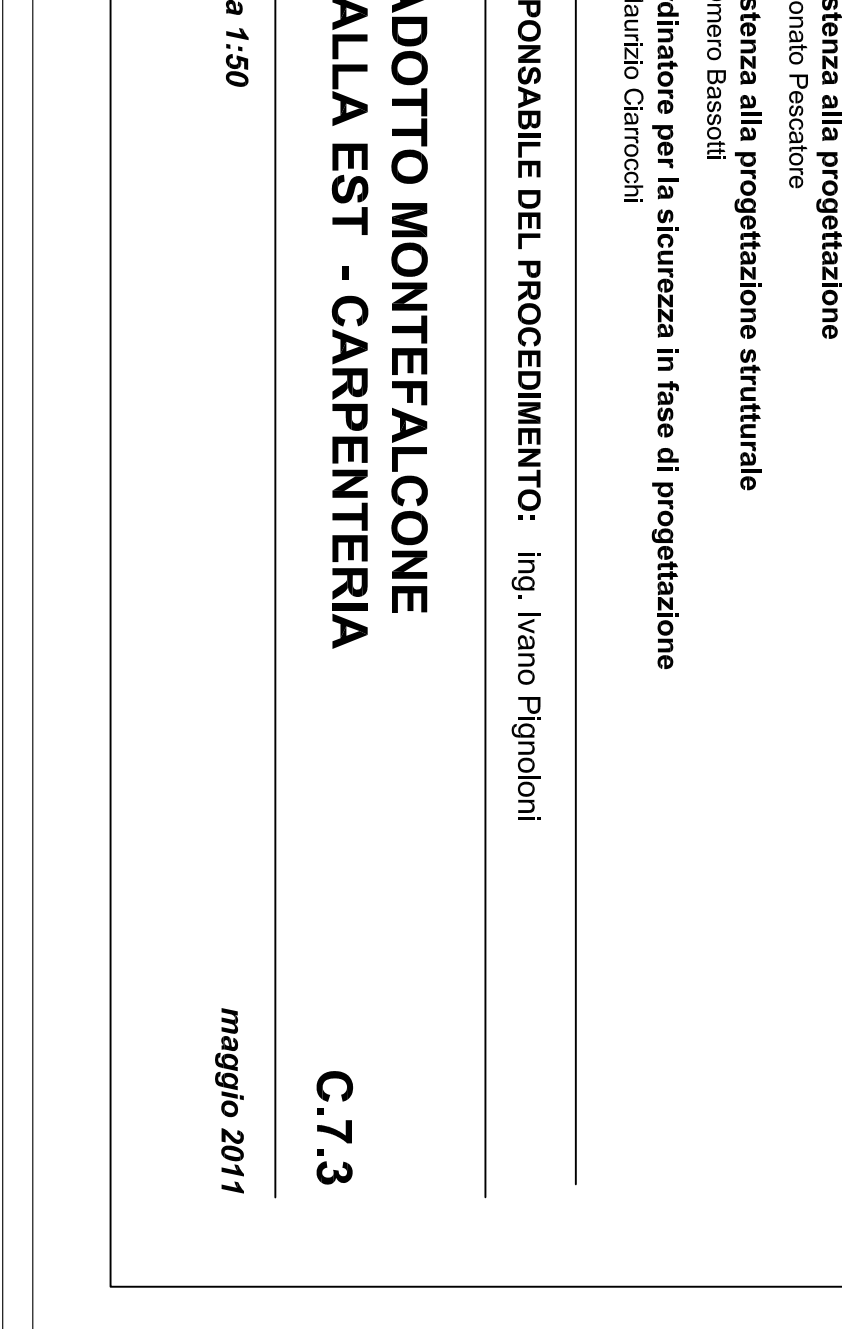 stenza alla progettazione
onato Pescatore
stenza alla progettazione strutturale
mero Bassotti
rdinatore per la sicurezza in fase di progettazione
laurizio Ciarrocchi
PONSABILE DEL PROCEDIMENTO: ing. Ivano Pignoloni
ADOTTO MONTEFALCONE
ALLA EST - CARPENTERIA
C.7.3
a 1:50
maggio 2011